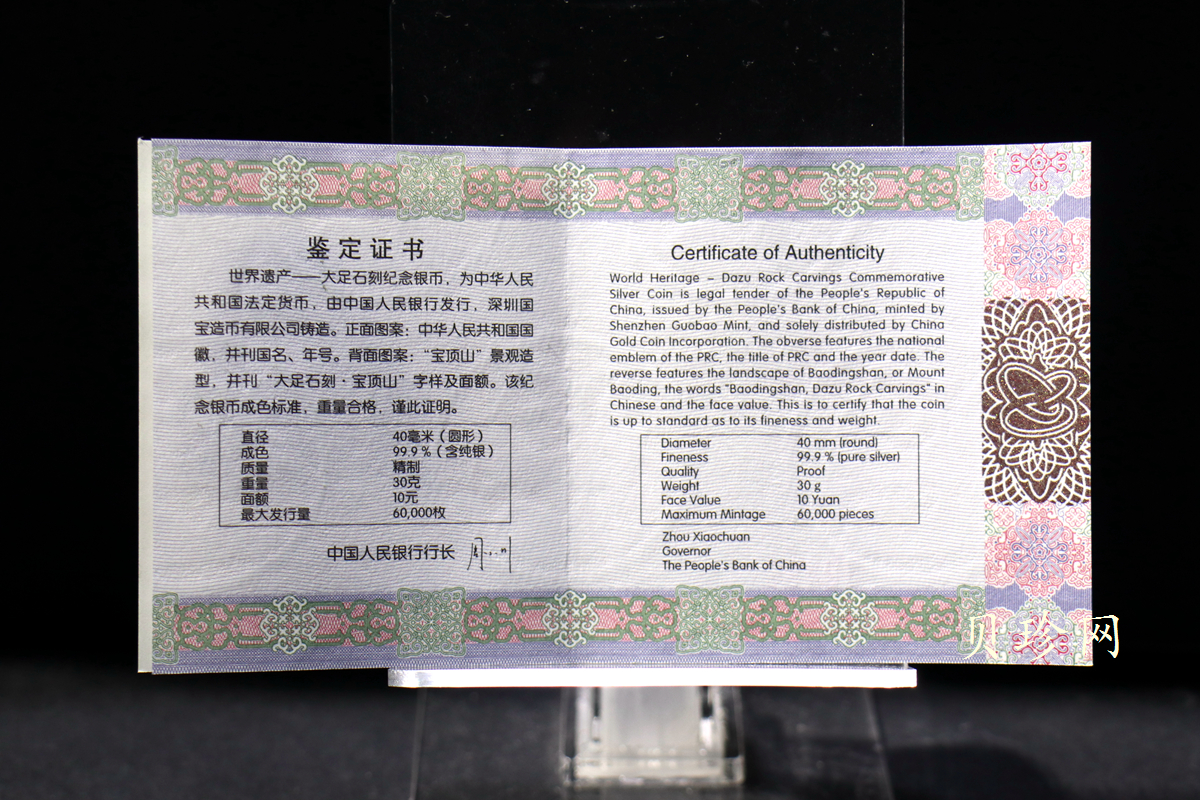 鉴定证书
世界遗产——大足石刻纪念银币，为中华人民
共和国法定货币，由中国人民银行发行，深圳国
宝造币有限公司铸造。正面图案：中华人民共和国国
徽，并刊国名、年号。背面图案：“宝顶山”景观造
型，并刊“大足石刻·宝顶山”字样及面额。该纪
念银币成色标准，重量合格，谨此证明。
直径 40毫米（圆形）
成色 99.9％（含纯银）
质量 精制
重量 30克
面额 10元
最大发行量 60,000枚
中国人民银行行长 周小川
Certificate of Authenticity
World Heritage – Dazu Rock Carvings Commemorative
Silver Coin is legal tender of the People's Republic of
China, issued by the People's Bank of China, minted by
Shenzhen Guobao Mint, and solely distributed by China
Gold Coin Incorporation. The obverse features the national
emblem of the PRC, the title of PRC and the year date. The
reverse features the landscape of Baodingshan, or Mount
Baoding, the words "Baodingshan, Dazu Rock Carvings" in
Chinese and the face value. This is to certify that the coin
is up to standard as to its fineness and weight.
Diameter 40 mm (round)
Fineness 99.9 % (pure silver)
Quality Proof
Weight 30 g
Face Value 10 Yuan
Maximum Mintage 60,000 pieces
Zhou Xiaochuan
Governor
The People's Bank of China
贝珍网